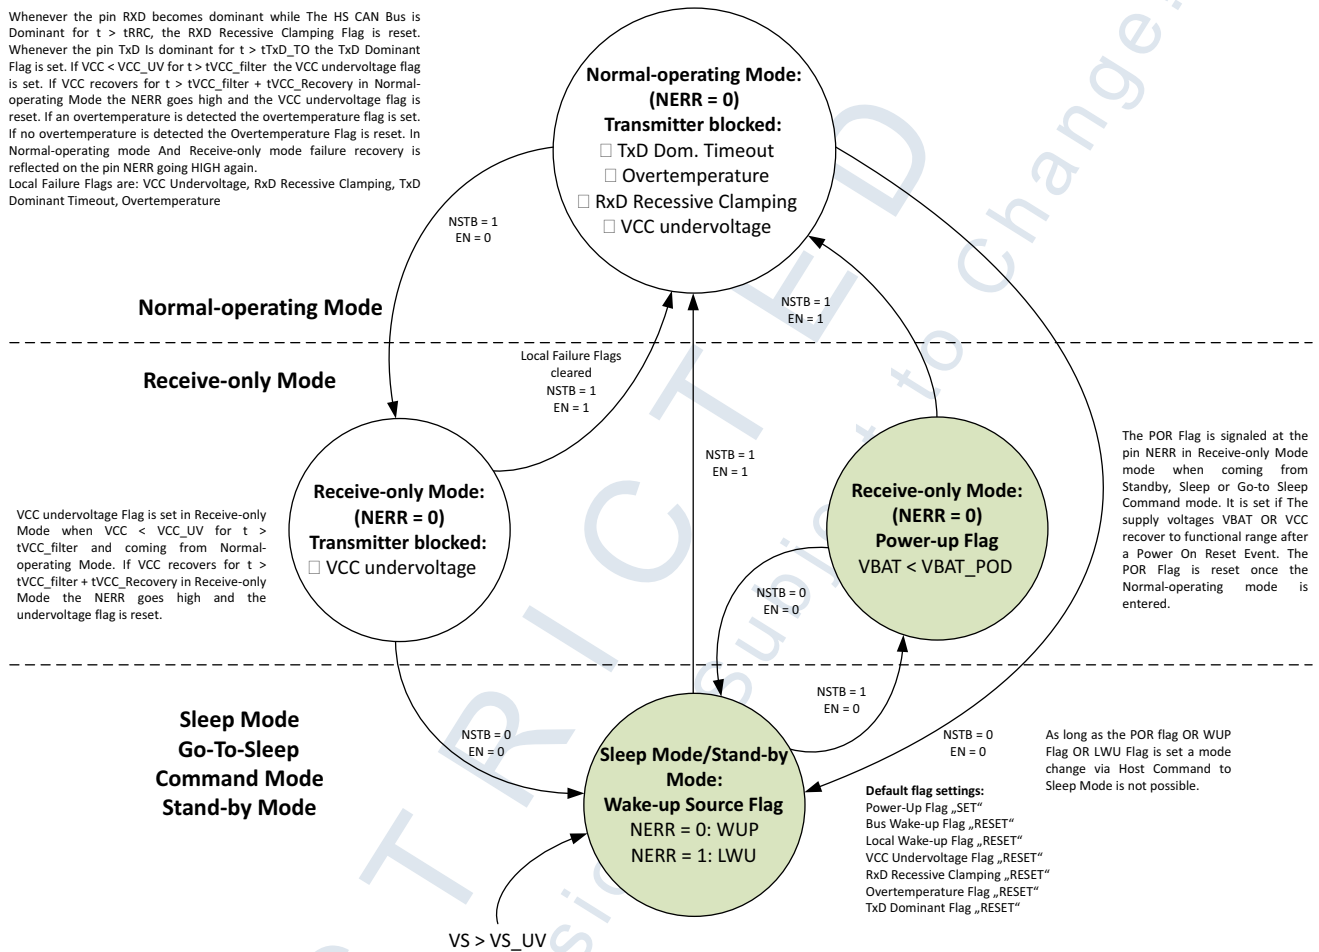 Whenever the pin RXD becomes dominant while The HS CAN Bus is
Dominant for t > tRRC, the RXD Recessive Clamping Flag is reset.
Whenever the pin TxD Is dominant for t > tTxD_TO the TxD Dominant
Flag is set. If VCC < VCC_UV for t > tVCC_filter the VCC undervoltage flag
is set. If VCC recovers for t > tVCC_filter + tVCC_Recovery in Normal-
operating Mode the NERR goes high and the VCC undervoltage flag is
reset. If an overtemperature is detected the overtemperature flag is set.
If no overtemperature is detected the Overtemperature Flag is reset. In
Normal-operating mode And Receive-only mode failure recovery is
reflected on the pin NERR going HIGH again.
Local Failure Flags are: VCC Undervoltage, RxD Recessive Clamping, TxD
Dominant Timeout, Overtemperature
Normal-operating Mode:
(NERR = 0)
Transmitter blocked:
□ TxD Dom. Timeout
□ Overtemperature
□ RxD Recessive Clamping
□ VCC undervoltage
NSTB = 1
EN = 0
Normal-operating Mode
NSTB = 1
EN = 1
Receive-only Mode
Local Failure Flags
cleared
NSTB = 1
EN = 1
NSTB = 1
EN = 1
Receive-only Mode:
(NERR = 0)
Transmitter blocked:
□ VCC undervoltage
VCC undervoltage Flag is set in Receive-only
Mode when VCC < VCC_UV for t >
tVCC_filter and coming from Normal-
operating Mode. If VCC recovers for t >
tVCC_filter + tVCC_Recovery in Receive-only
Mode the NERR goes high and the
undervoltage flag is reset.
Receive-only Mode:
(NERR = 0)
Power-up Flag
VBAT < VBAT_POD
The POR Flag is signaled at the
pin NERR in Receive-only Mode
mode when coming from
Standby, Sleep or Go-to Sleep
Command mode. It is set if The
supply voltages VBAT OR VCC
recover to functional range after
a Power On Reset Event. The
POR Flag is reset once the
Normal-operating mode is
entered.
NSTB = 0
EN = 0
NSTB = 1
EN = 0
Sleep Mode
Go-To-Sleep
Command Mode
Stand-by Mode
NSTB = 0
EN = 0
NSTB = 0
EN = 0
Sleep Mode/Stand-by
Mode:
Wake-up Source Flag
NERR = 0: WUP
NERR = 1: LWU
As long as the POR flag OR WUP
Flag OR LWU Flag is set a mode
change via Host Command to
Sleep Mode is not possible.
Default flag settings:
Power-Up Flag „SET“
Bus Wake-up Flag „RESET“
Local Wake-up Flag „RESET“
VCC Undervoltage Flag „RESET“
RxD Recessive Clamping „RESET“
Overtemperature Flag „RESET“
TxD Dominant Flag „RESET“
VS > VS_UV